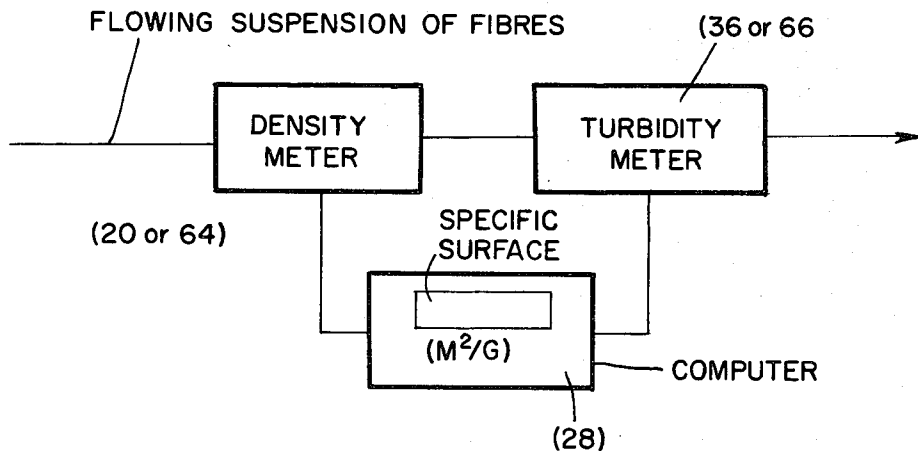 FLOWING SUSPENSION OF FIBRES
(36 or 66
DENSITY
METER
TURBIDITY
METER
(20 or 64)
SPECIFIC
SURFACE
(M²/G)
COMPUTER
(28)